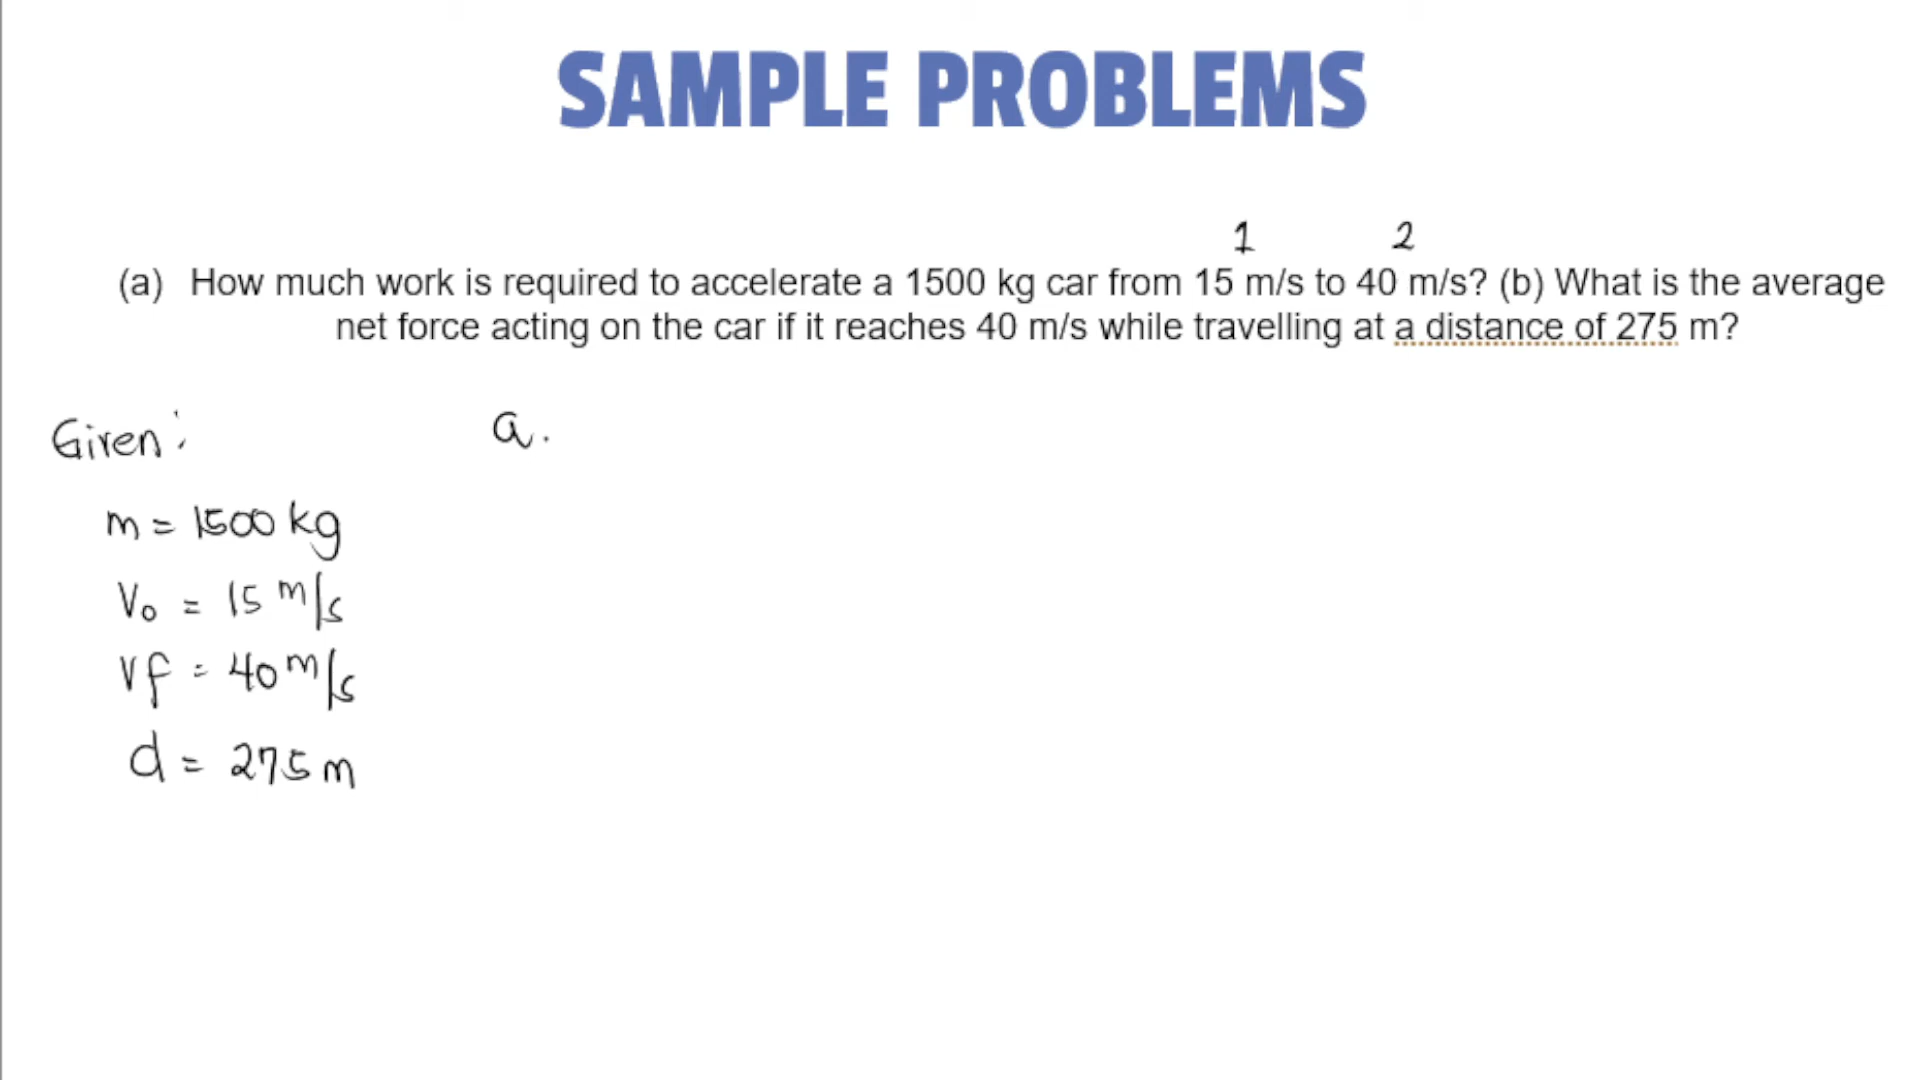 SAMPLE PROBLEMS
1 2
(a) How much work is required to accelerate a 1500 kg car from 15 m/s to 40 m/s? (b) What is the average
net force acting on the car if it reaches 40 m/s while travelling at a distance of 275 m?
Given: a.
m = 1500 kg
V₀ = 15 m/s
Vf = 40 m/s
d = 275 m